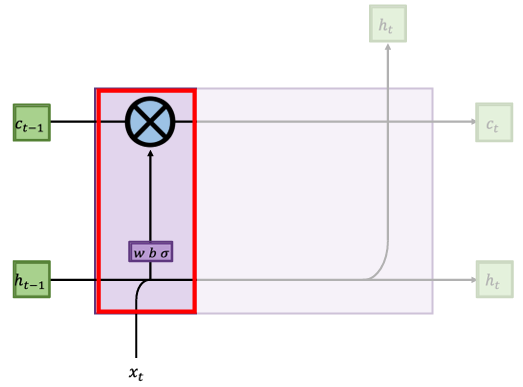 h_t
c_{t-1}
c_t
w b σ
h_{t-1}
h_t
x_t